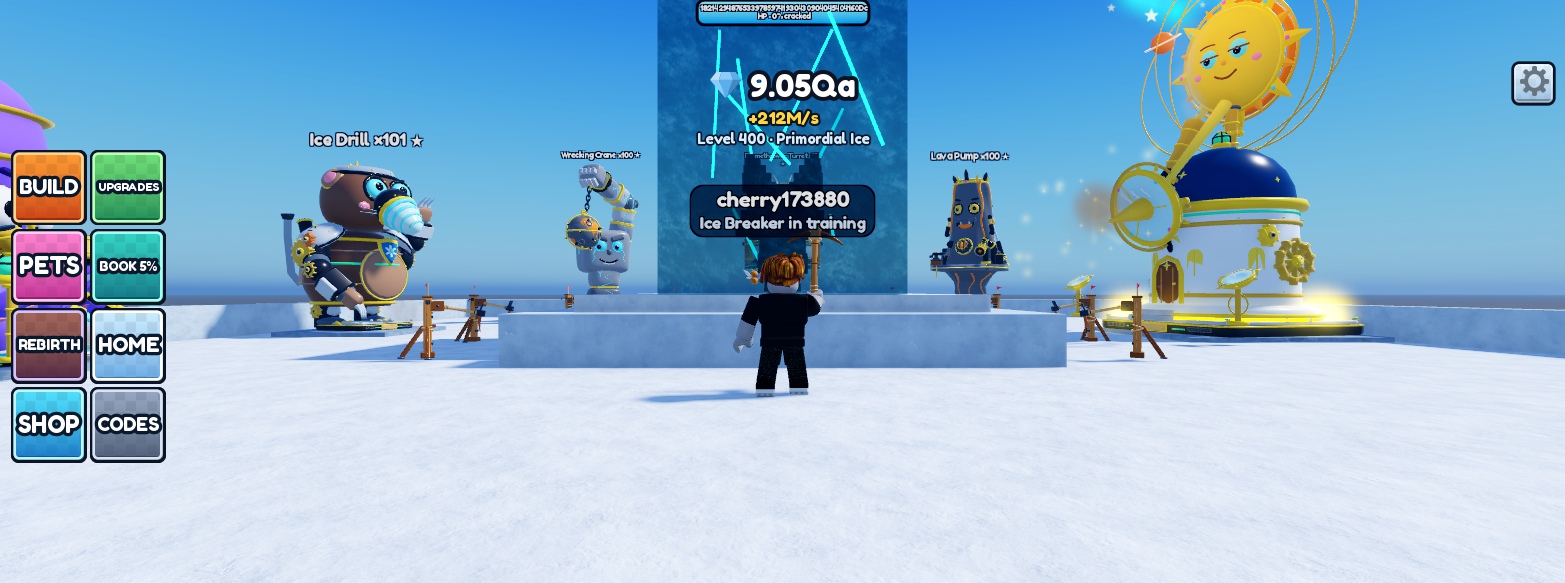 HP · 0% cracked
9.05Qa
+212M/s
Level 400 · Primordial Ice
Ice Drill x101 ★
Wrecking Crane x100 ★
Lava Pump x100 ★
cherry173880
Ice Breaker in training
BUILD
UPGRADES
PETS
BOOK 5%
REBIRTH
HOME
SHOP
CODES